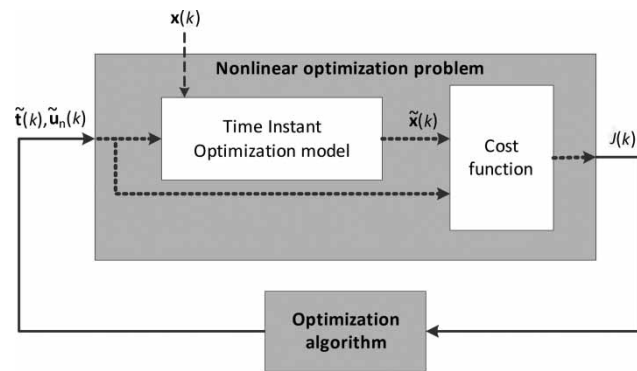 x(k)
Nonlinear optimization problem
t̃(k),ũₙ(k)
Time Instant
Optimization model
x̃(k)
Cost
function
J(k)
Optimization
algorithm